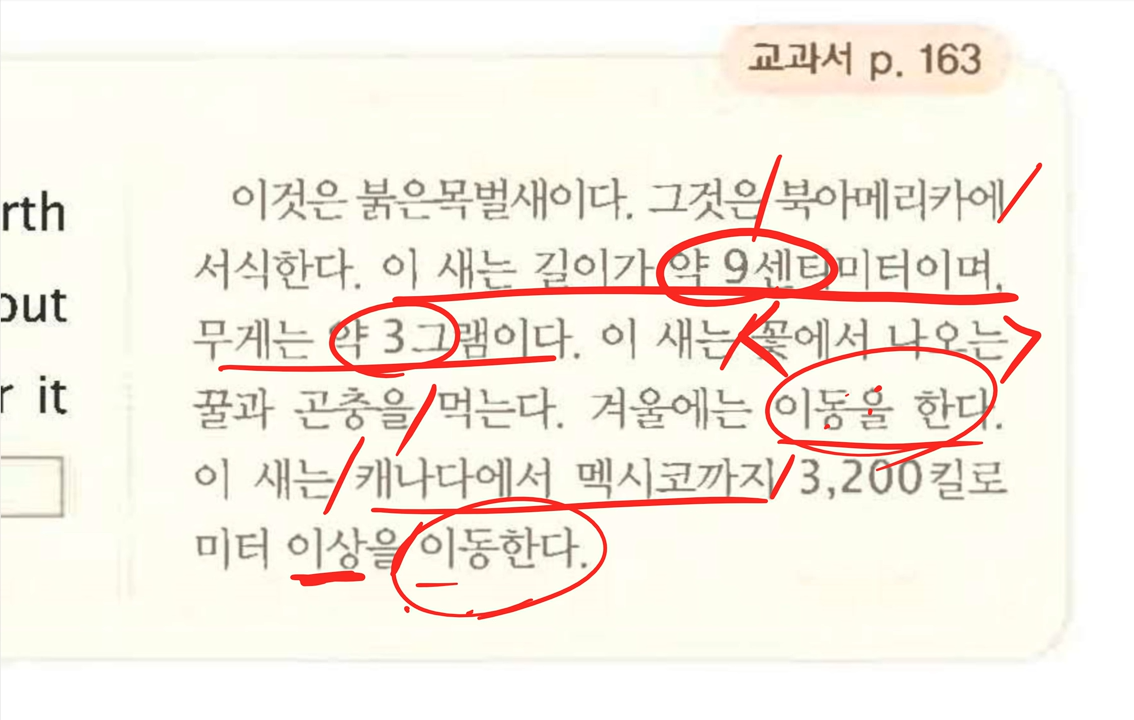 교과서 p. 163
rth
out
r it
이것은 붉은목벌새이다. 그것은 북아메리카에
서식한다. 이 새는 길이가 약 9센티미터이며,
무게는 약 3그램이다. 이 새는 꽃에서 나오는
꿀과 곤충을 먹는다. 겨울에는 이동을 한다.
이 새는 캐나다에서 멕시코까지 3,200킬로
미터 이상을 이동한다.